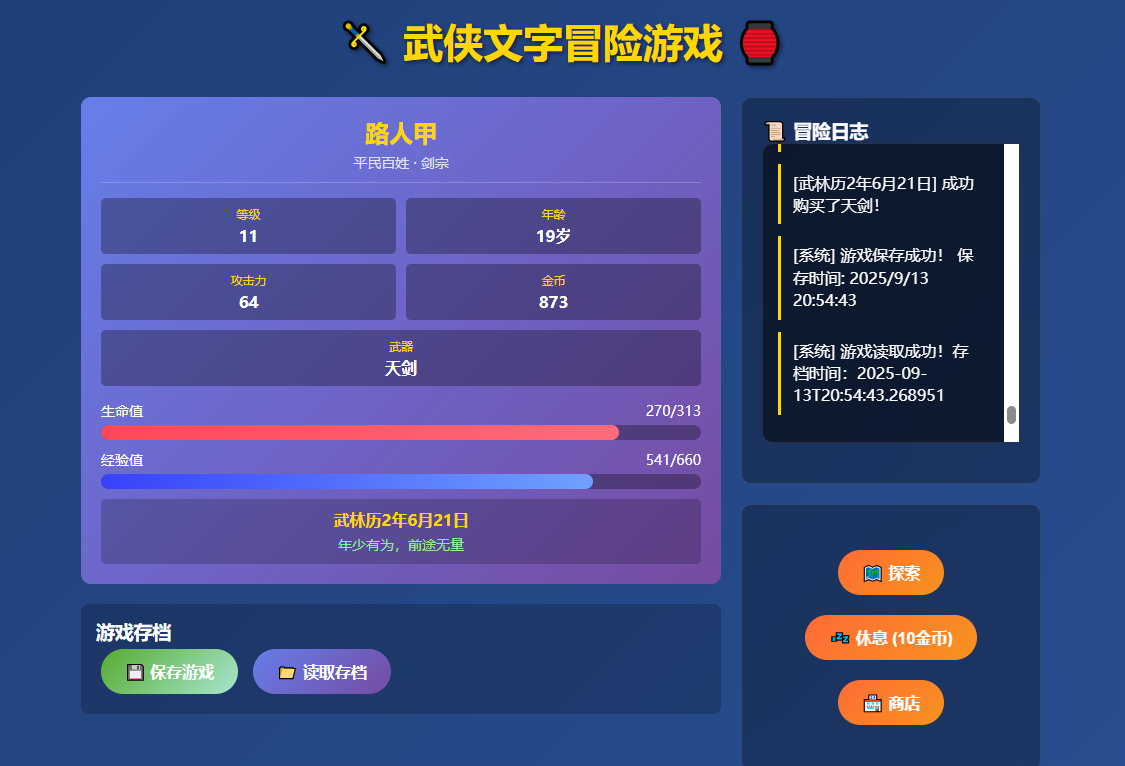 武侠文字冒险游戏
路人甲
平民百姓 · 剑宗
等级
11
年龄
19岁
攻击力
64
金币
873
武器
天剑
生命值 270/313
经验值 541/660
武林历2年6月21日
年少有为，前途无量
游戏存档
保存游戏
读取存档
冒险日志
[武林历2年6月21日] 成功
购买了天剑！
[系统] 游戏保存成功！ 保
存时间: 2025/9/13
20:54:43
[系统] 游戏读取成功！存
档时间：2025-09-
13T20:54:43.268951
探索
休息 (10金币)
商店